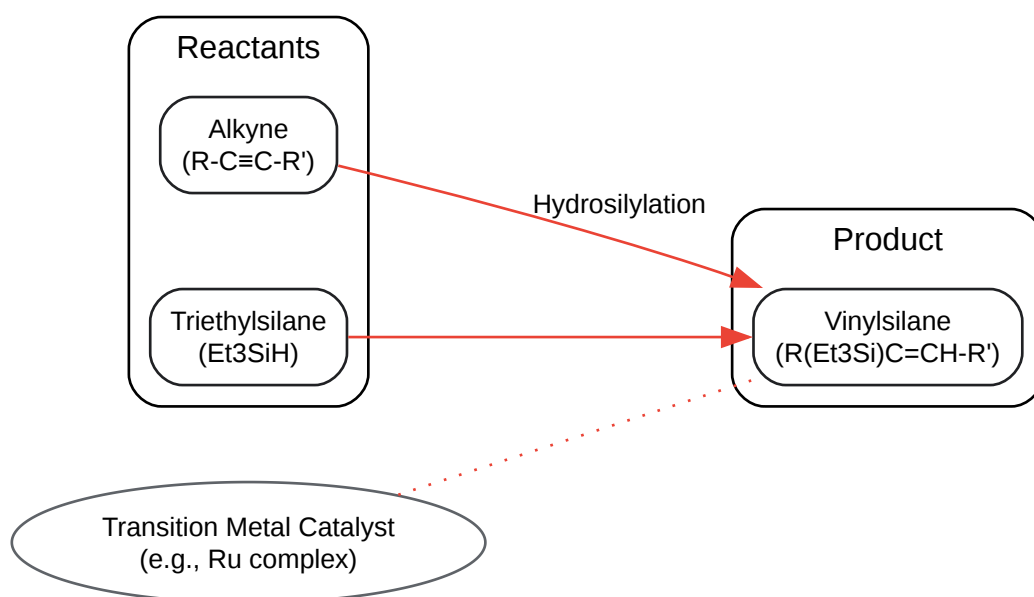 Reactants
Alkyne
(R-C≡C-R')
Hydrosilylation
Product
Triethylsilane
(Et3SiH)
Vinylsilane
(R(Et3Si)C=CH-R')
Transition Metal Catalyst
(e.g., Ru complex)